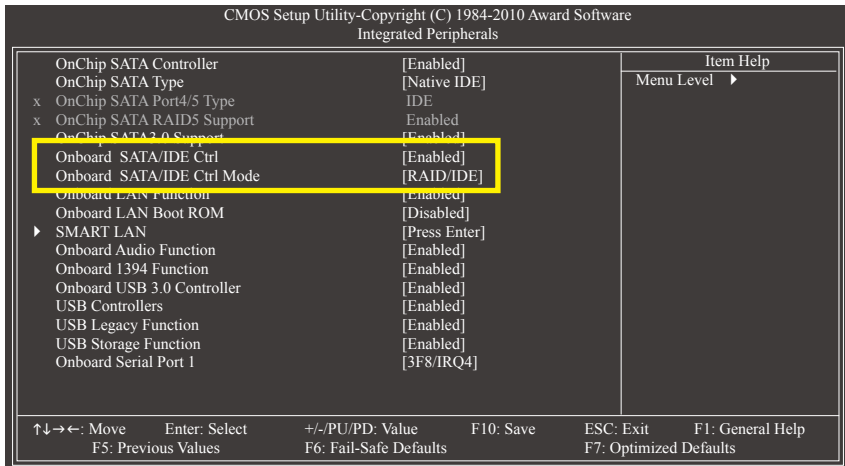 CMOS Setup Utility-Copyright (C) 1984-2010 Award Software
Integrated Peripherals
OnChip SATA Controller [Enabled]
OnChip SATA Type [Native IDE]
x OnChip SATA Port4/5 Type IDE
x OnChip SATA RAID5 Support Enabled
OnChip SATA3.0 Support [Enabled]
Onboard SATA/IDE Ctrl [Enabled]
Onboard SATA/IDE Ctrl Mode [RAID/IDE]
Onboard LAN Function [Enabled]
Onboard LAN Boot ROM [Disabled]
SMART LAN [Press Enter]
Onboard Audio Function [Enabled]
Onboard 1394 Function [Enabled]
Onboard USB 3.0 Controller [Enabled]
USB Controllers [Enabled]
USB Legacy Function [Enabled]
USB Storage Function [Enabled]
Onboard Serial Port 1 [3F8/IRQ4]
Item Help
Menu Level
↑↓→←: Move Enter: Select +/-/PU/PD: Value F10: Save ESC: Exit F1: General Help
F5: Previous Values F6: Fail-Safe Defaults F7: Optimized Defaults